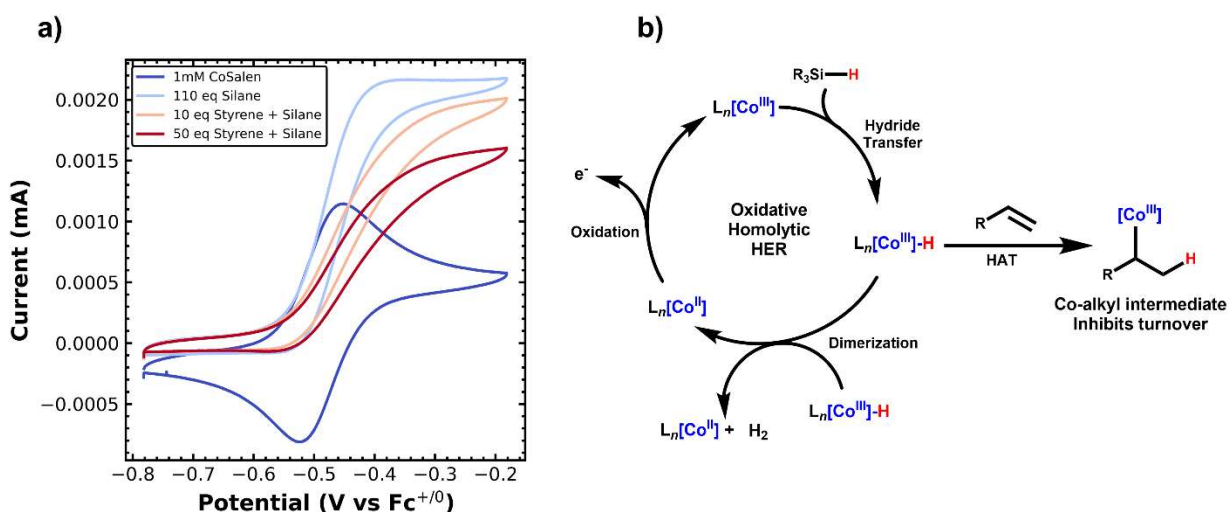 a)
1mM CoSalen
110 eq Silane
10 eq Styrene + Silane
50 eq Styrene + Silane
0.0020
0.0015
0.0010
0.0005
0.0000
−0.0005
Current (mA)
−0.8
−0.7
−0.6
−0.5
−0.4
−0.3
−0.2
Potential (V vs Fc⁺/⁰)
b)
R₃Si—H
Lₙ[Coᴵᴵᴵ]
Hydride
Transfer
e⁻
Oxidation
Oxidative
Homolytic
HER
Lₙ[Coᴵᴵᴵ]-H
R
HAT
[Coᴵᴵᴵ]
H
R
Co-alkyl intermediate
Inhibits turnover
Lₙ[Coᴵᴵ]
Dimerization
Lₙ[Coᴵᴵᴵ]-H
Lₙ[Coᴵᴵ] + H₂